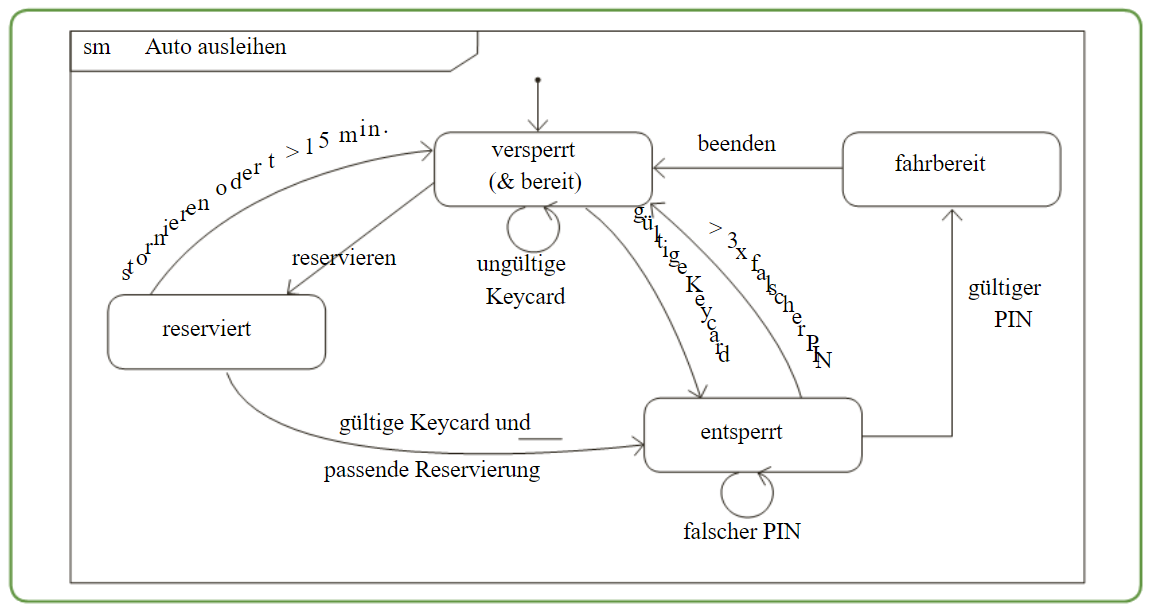 sm Auto ausleihen
stornieren oder t >15 min.
versperrt
(& bereit)
beenden
fahrbereit
reservieren
ungültige
Keycard
gültige Keycard
> 3x falscher PIN
gültiger
PIN
reserviert
gültige Keycard und__
passende Reservierung
entsperrt
falscher PIN